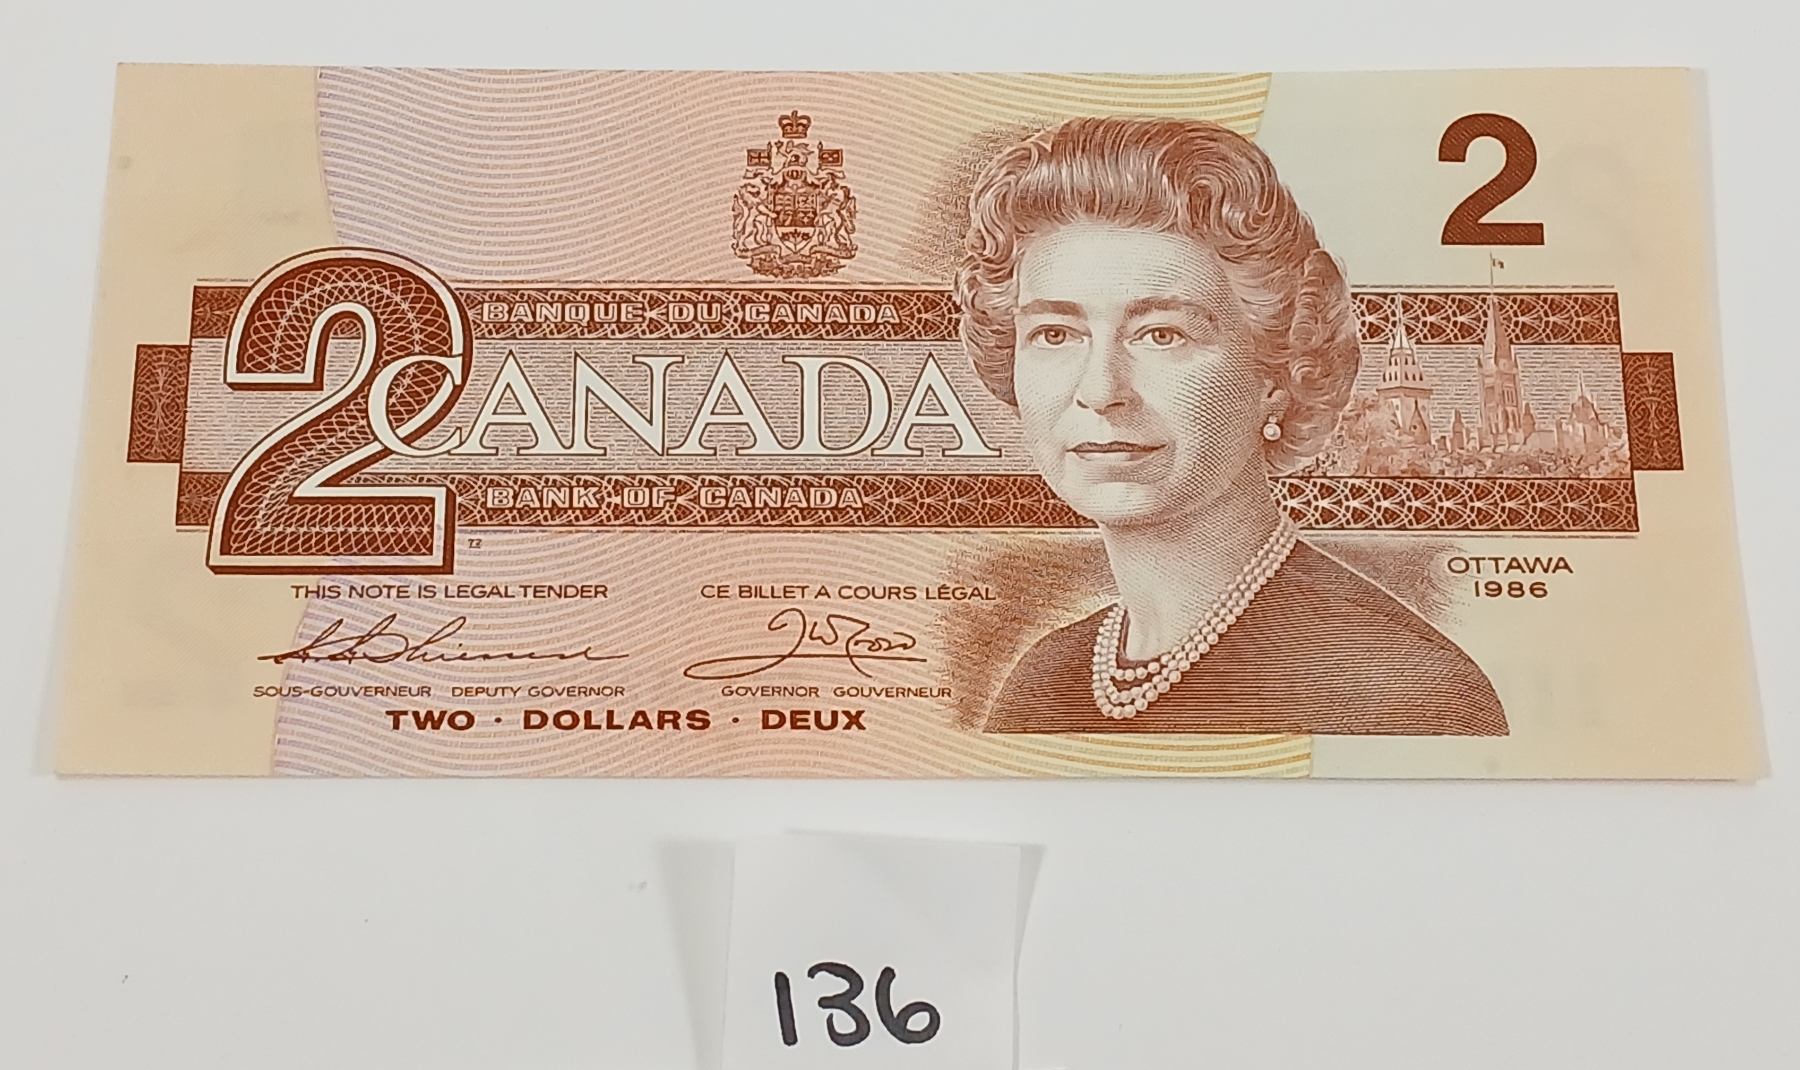 2
BANQUE DU CANADA
2 CANADA
BANK OF CANADA
THIS NOTE IS LEGAL TENDER CE BILLET A COURS LÉGAL
OTTAWA
1986
SOUS-GOUVERNEUR DEPUTY GOVERNOR GOVERNOR GOUVERNEUR
TWO · DOLLARS · DEUX
136